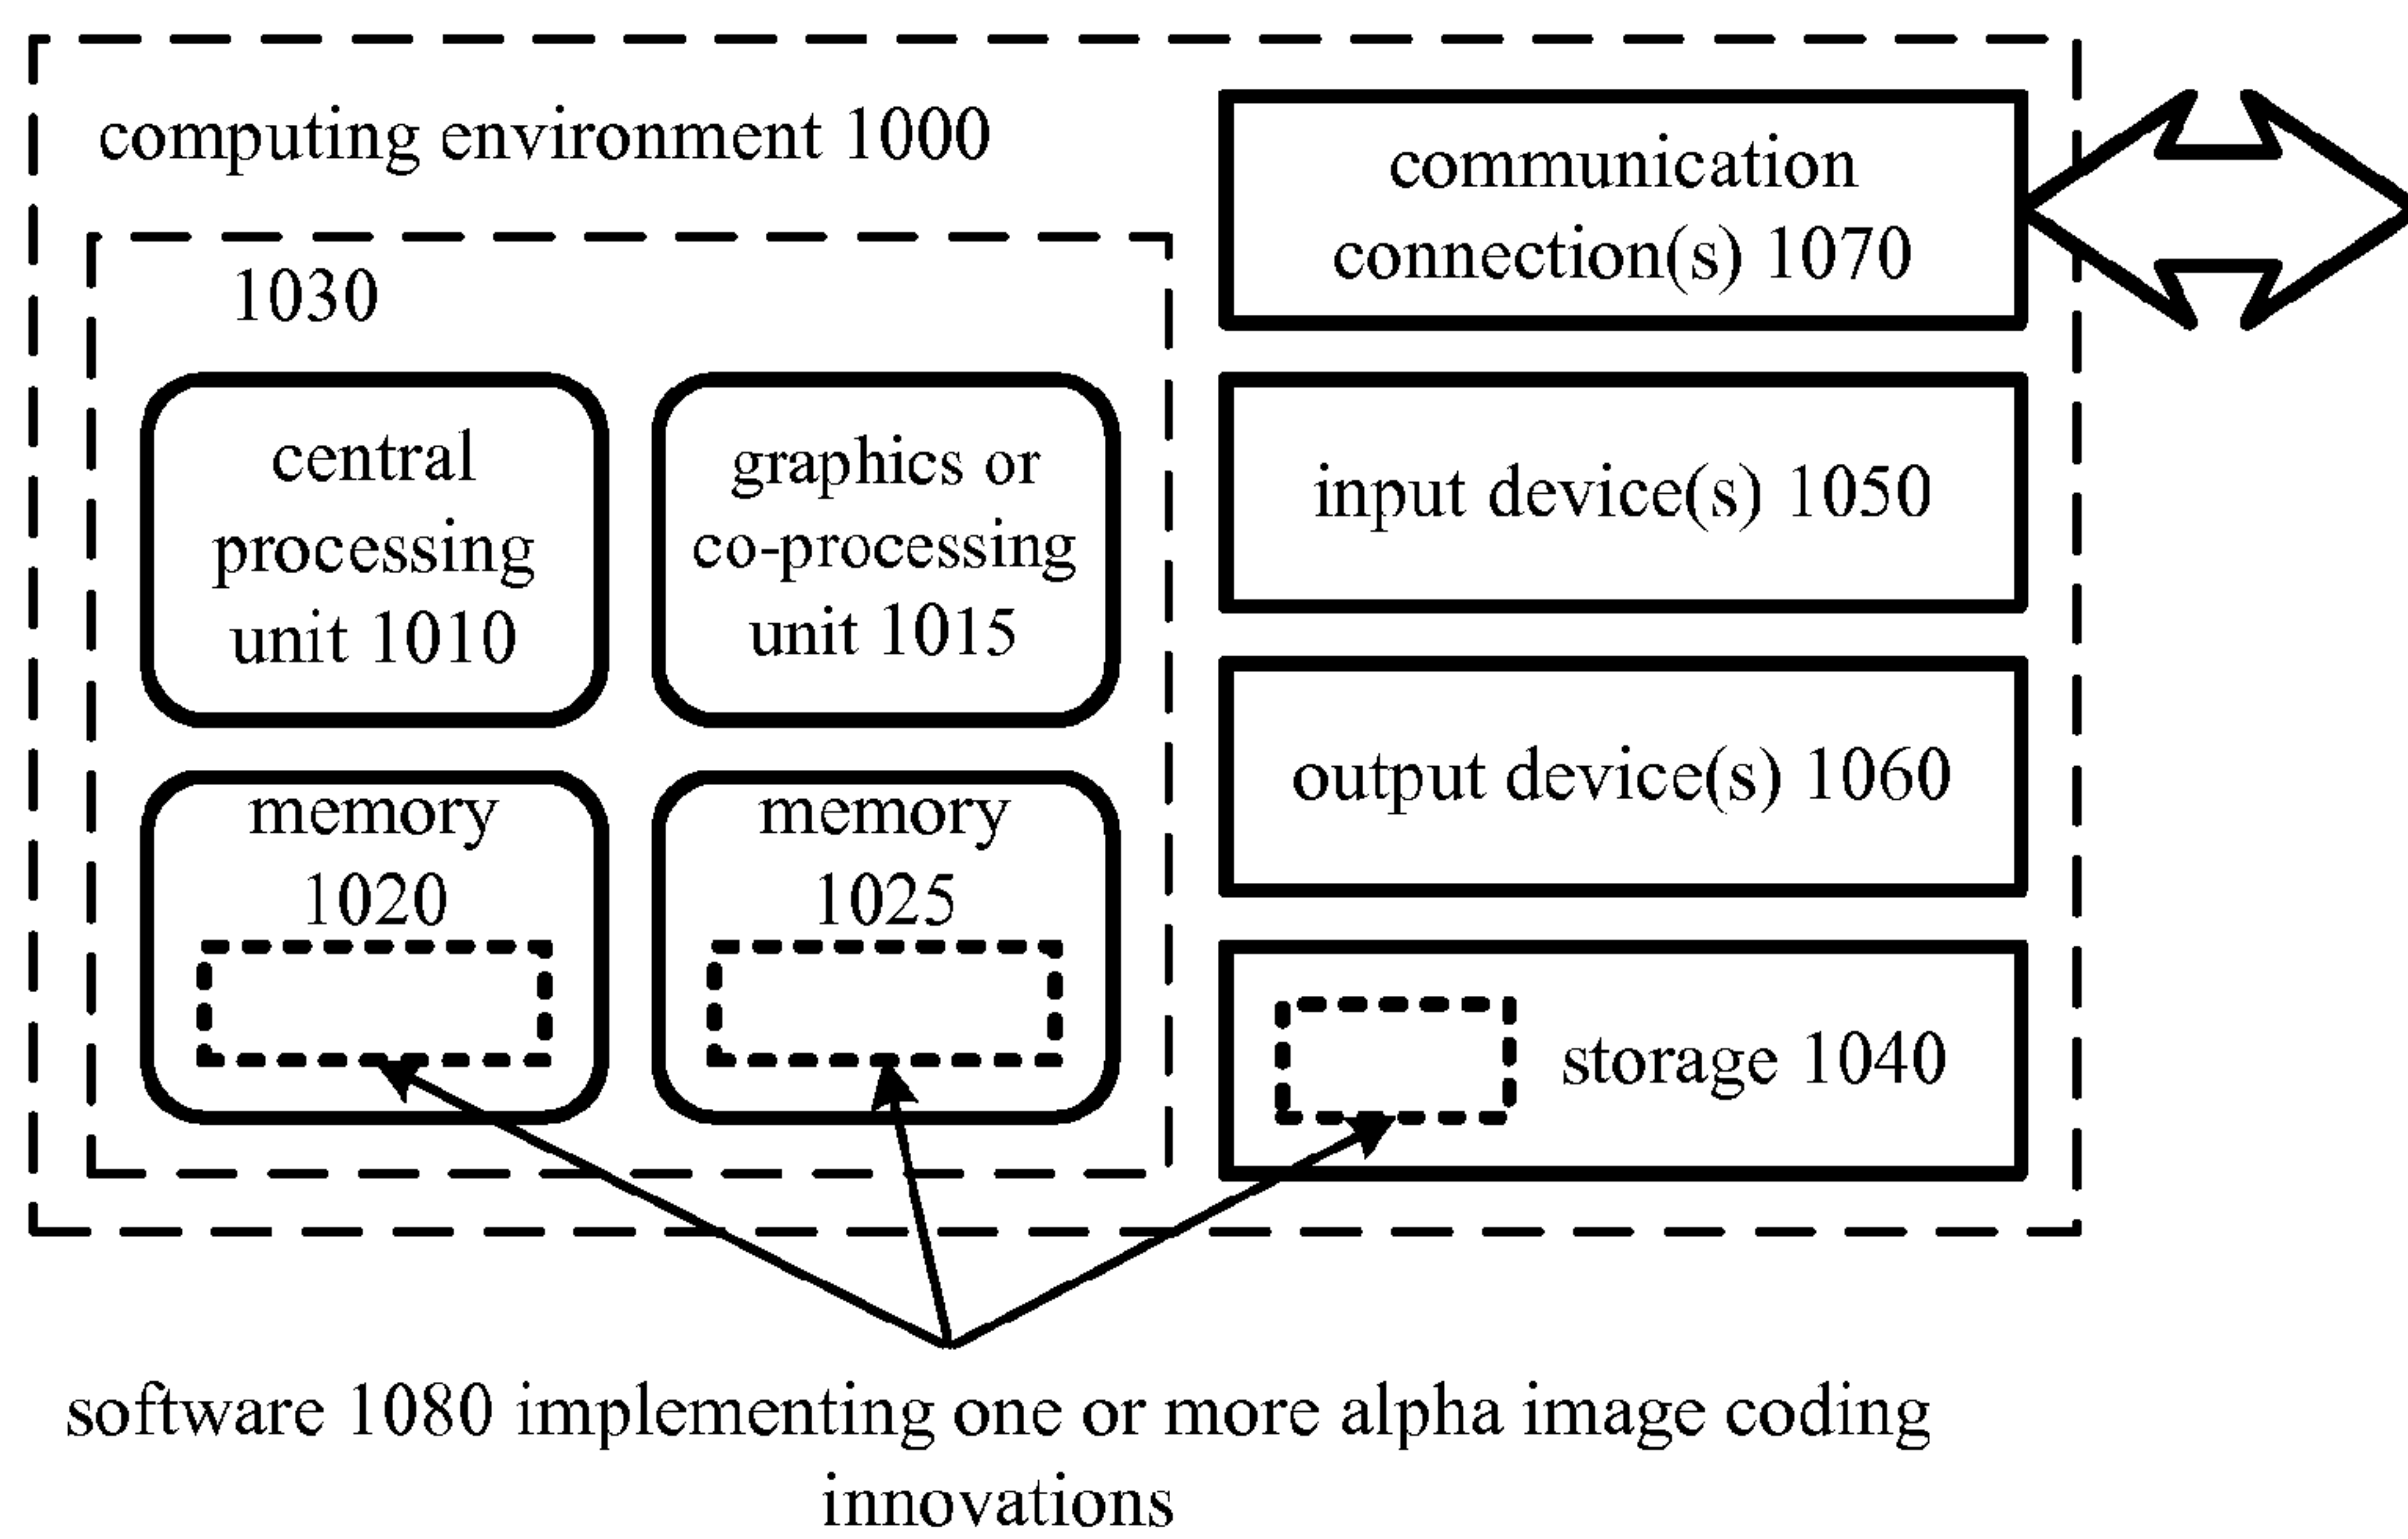 computing environment 1000
1030
central
processing
unit 1010
graphics or
co-processing
unit 1015
memory
1020
memory
1025
communication
connection(s) 1070
input device(s) 1050
output device(s) 1060
storage 1040
software 1080 implementing one or more alpha image coding
innovations